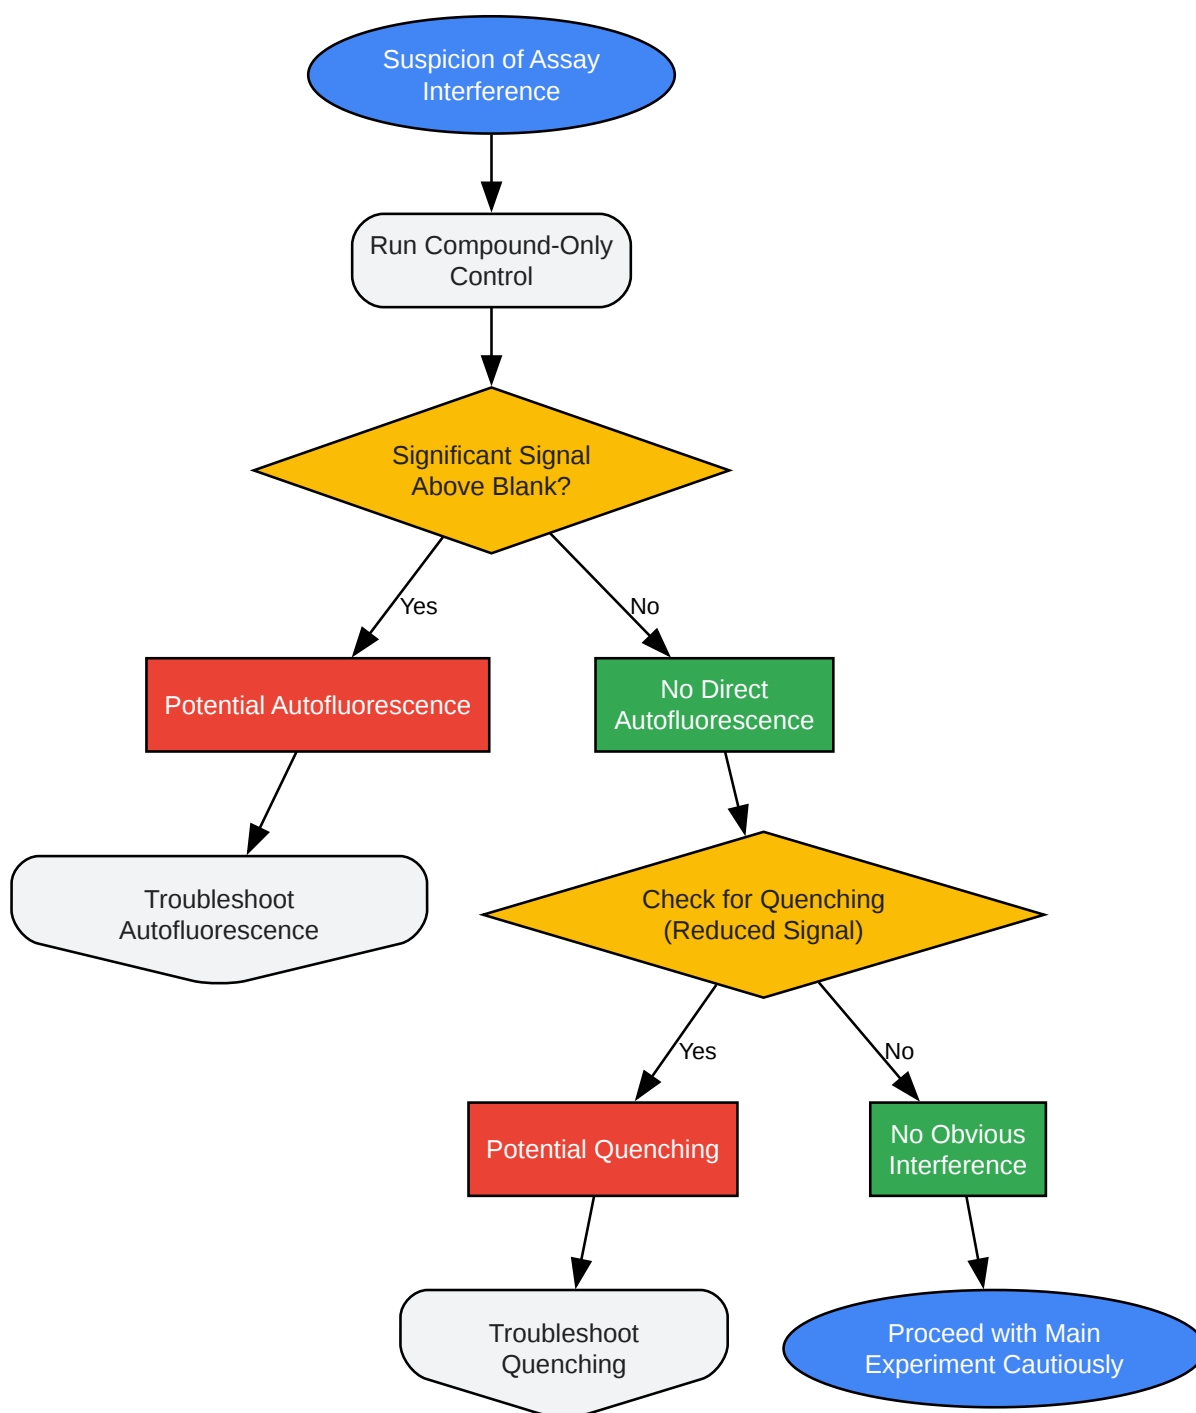 Suspicion of Assay
Interference
Run Compound-Only
Control
Significant Signal
Above Blank?
Yes
No
Potential Autofluorescence
No Direct
Autofluorescence
Troubleshoot
Autofluorescence
Check for Quenching
(Reduced Signal)
Yes
No
Potential Quenching
No Obvious
Interference
Troubleshoot
Quenching
Proceed with Main
Experiment Cautiously